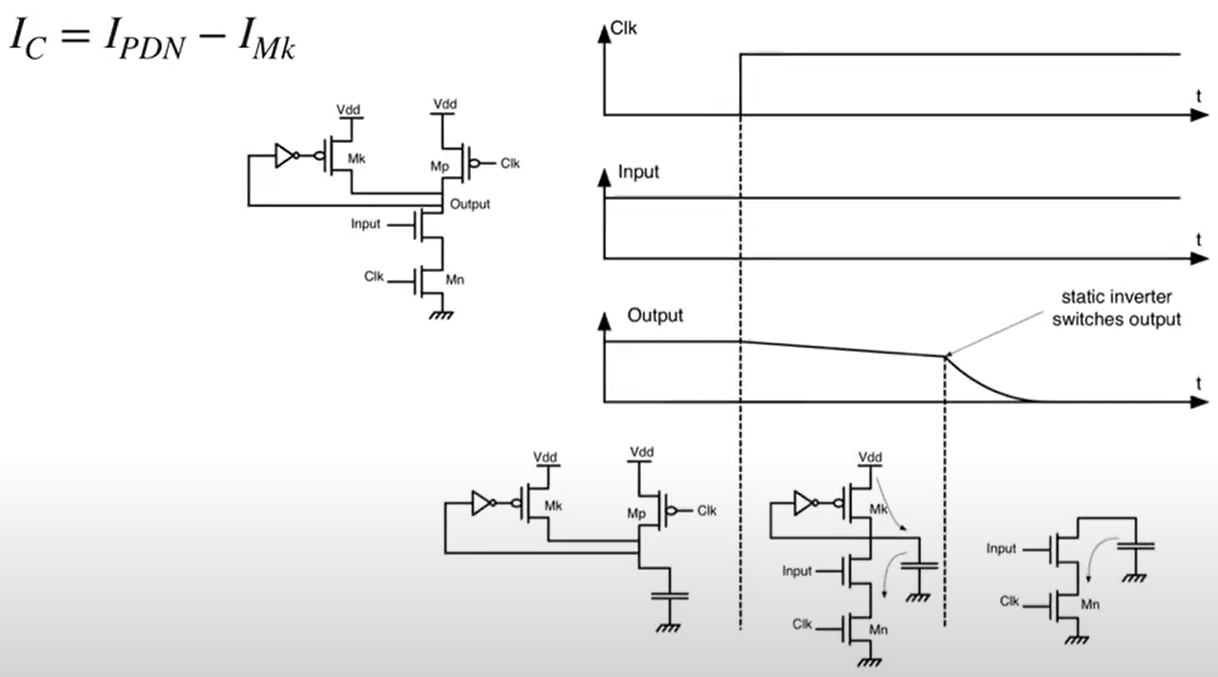 I_C = I_PDN − I_Mk
Clk
t
Vdd
Vdd
Mk
Mp
Clk
Output
Input
Clk
Mn
Input
t
Output
static inverter
switches output
t
Vdd
Vdd
Mk
Mp
Clk
Vdd
Mk
Input
Clk
Mn
Input
Clk
Mn